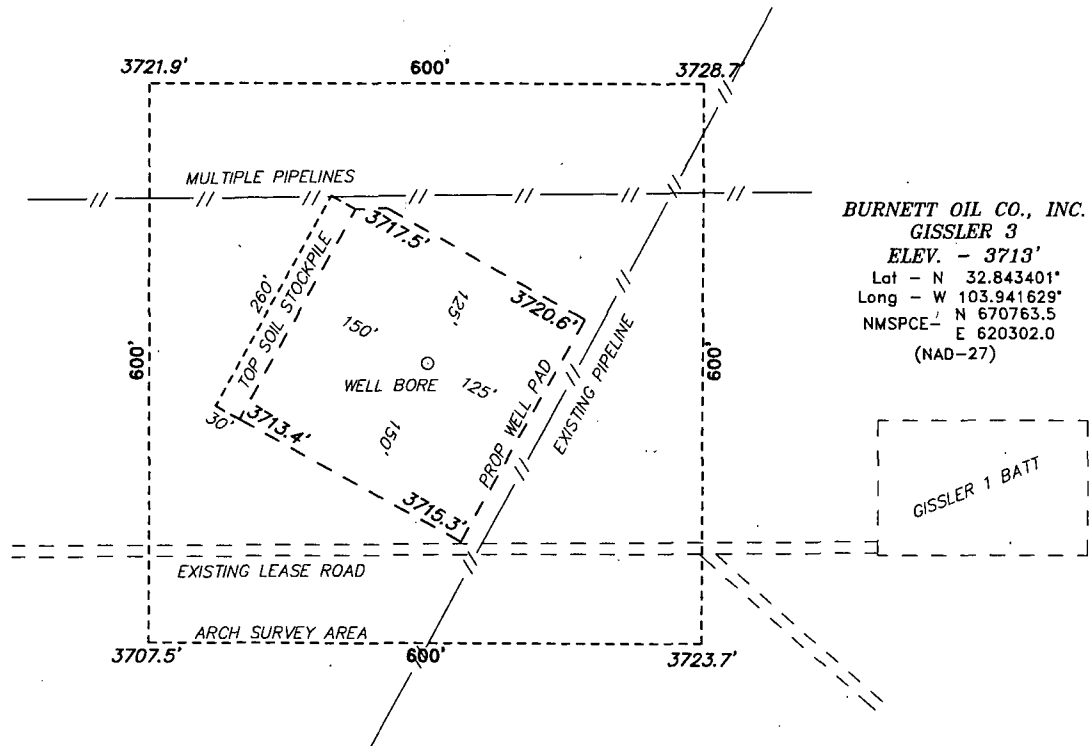 3721.9'
600'
3728.7'
MULTIPLE PIPELINES
BURNETT OIL CO., INC.
GISSLER 3
ELEV. - 3713'
Lat - N 32.843401°
Long - W 103.941629°
NMSPCE- N 670763.5
E 620302.0
(NAD-27)
3717.5'
3720.6'
260'
TOP SOIL STOCKPILE
125'
150'
WELL BORE
125'
600'
600'
30'
3713.4'
150'
PROP WELL PAD
EXISTING PIPELINE
3715.3'
GISSLER 1 BATT
EXISTING LEASE ROAD
ARCH SURVEY AREA
3707.5'
600'
3723.7'